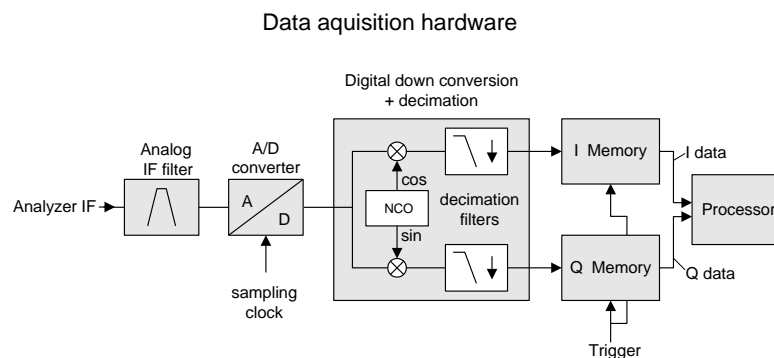 Data aquisition hardware
Digital down conversion
+ decimation
Analog
IF filter
A/D
converter
Analyzer IF
A
D
sampling
clock
cos
NCO
sin
decimation
filters
I Memory
Q Memory
I data
Q data
Processor
Trigger